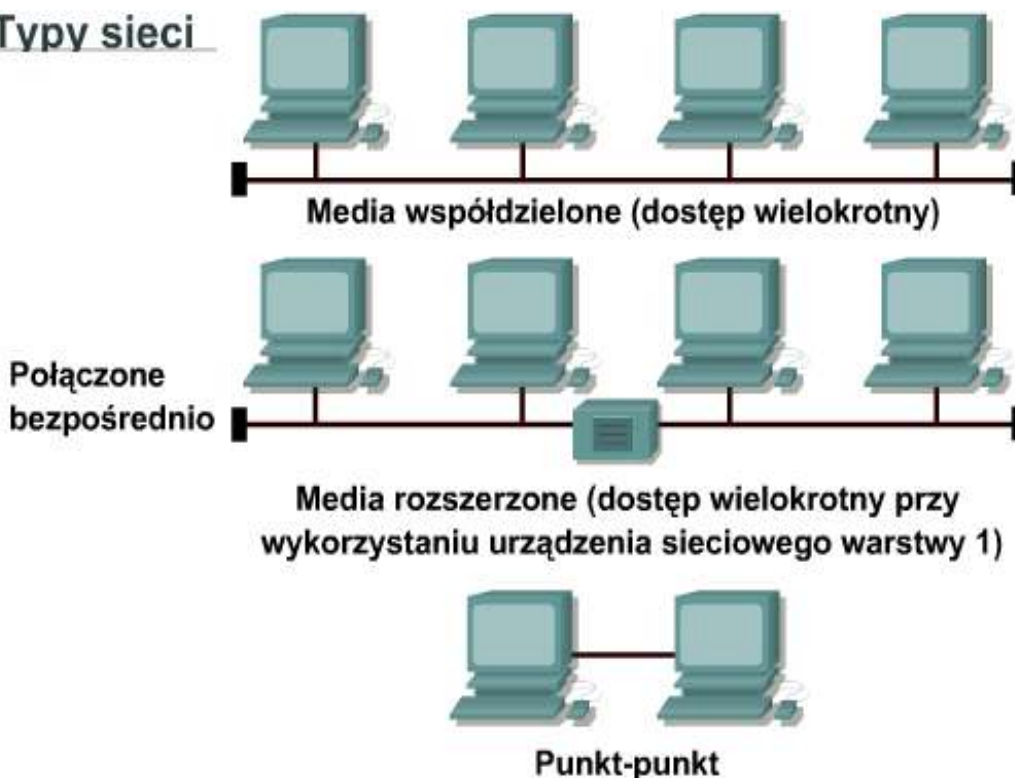 Typy sieci
Media współdzielone (dostęp wielokrotny)
Połączone
bezpośrednio
Media rozszerzone (dostęp wielokrotny przy
wykorzystaniu urządzenia sieciowego warstwy 1)
Punkt-punkt